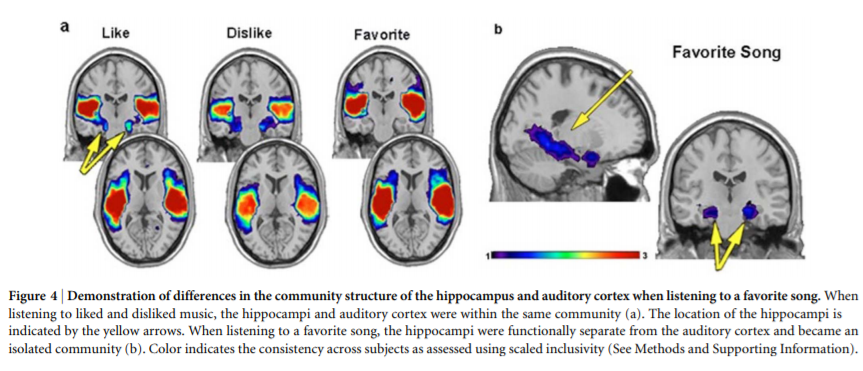 a
Like
Dislike
Favorite
b
Favorite Song
1
3
Figure 4 | Demonstration of differences in the community structure of the hippocampus and auditory cortex when listening to a favorite song. When
listening to liked and disliked music, the hippocampi and auditory cortex were within the same community (a). The location of the hippocampi is
indicated by the yellow arrows. When listening to a favorite song, the hippocampi were functionally separate from the auditory cortex and became an
isolated community (b). Color indicates the consistency across subjects as assessed using scaled inclusivity (See Methods and Supporting Information).